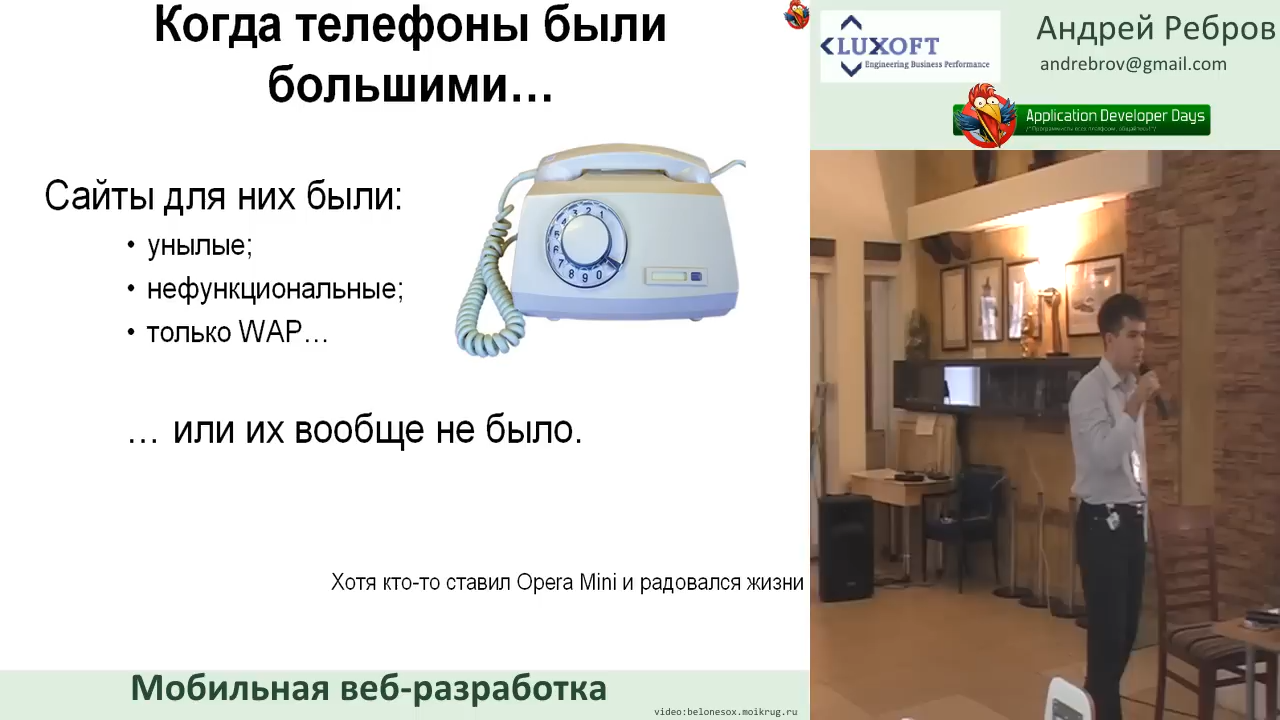 Когда телефоны были
большими…
Сайты для них были:
• унылые;
• нефункциональные;
• только WAP…
… или их вообще не было.
Хотя кто-то ставил Opera Mini и радовался жизни
Мобильная веб-разработка
video:belonesox.moikrug.ru
LUXOFT
Engineering Business Performance
Андрей Ребров
andrebrov@gmail.com
Application Developer Days